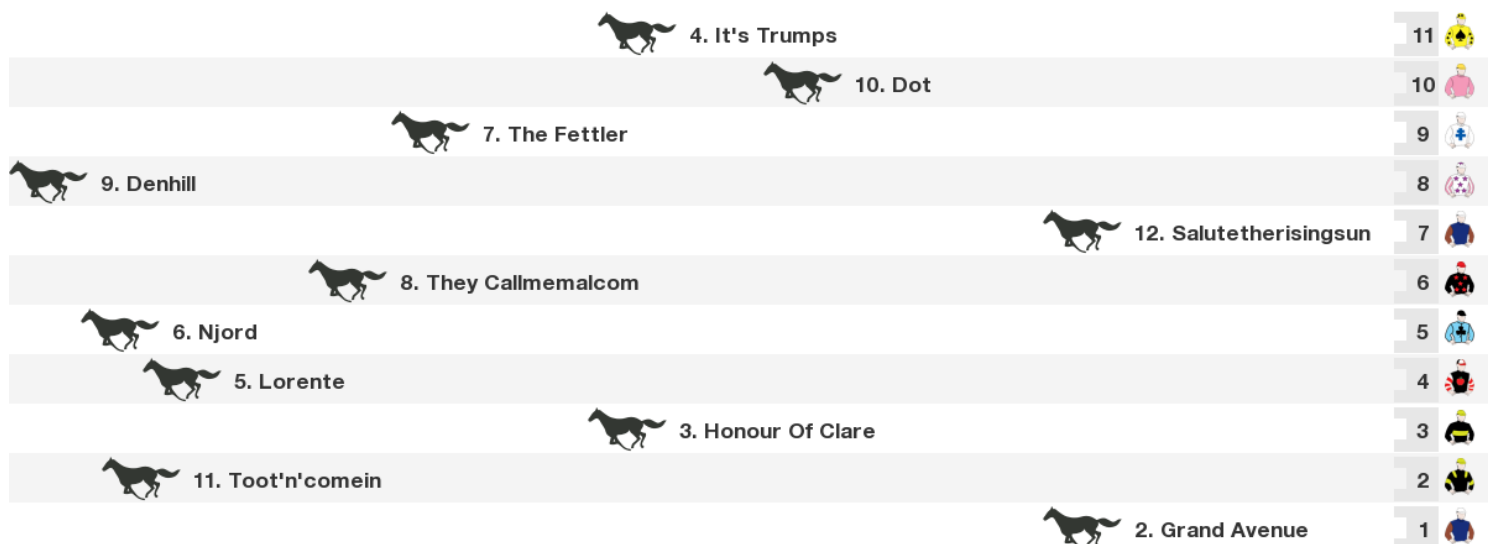 4. It's Trumps 11
10. Dot 10
7. The Fettler 9
9. Denhill 8
12. Salutetherisingsun 7
8. They Callmemalcom 6
6. Njord 5
5. Lorente 4
3. Honour Of Clare 3
11. Toot'n'comein 2
2. Grand Avenue 1